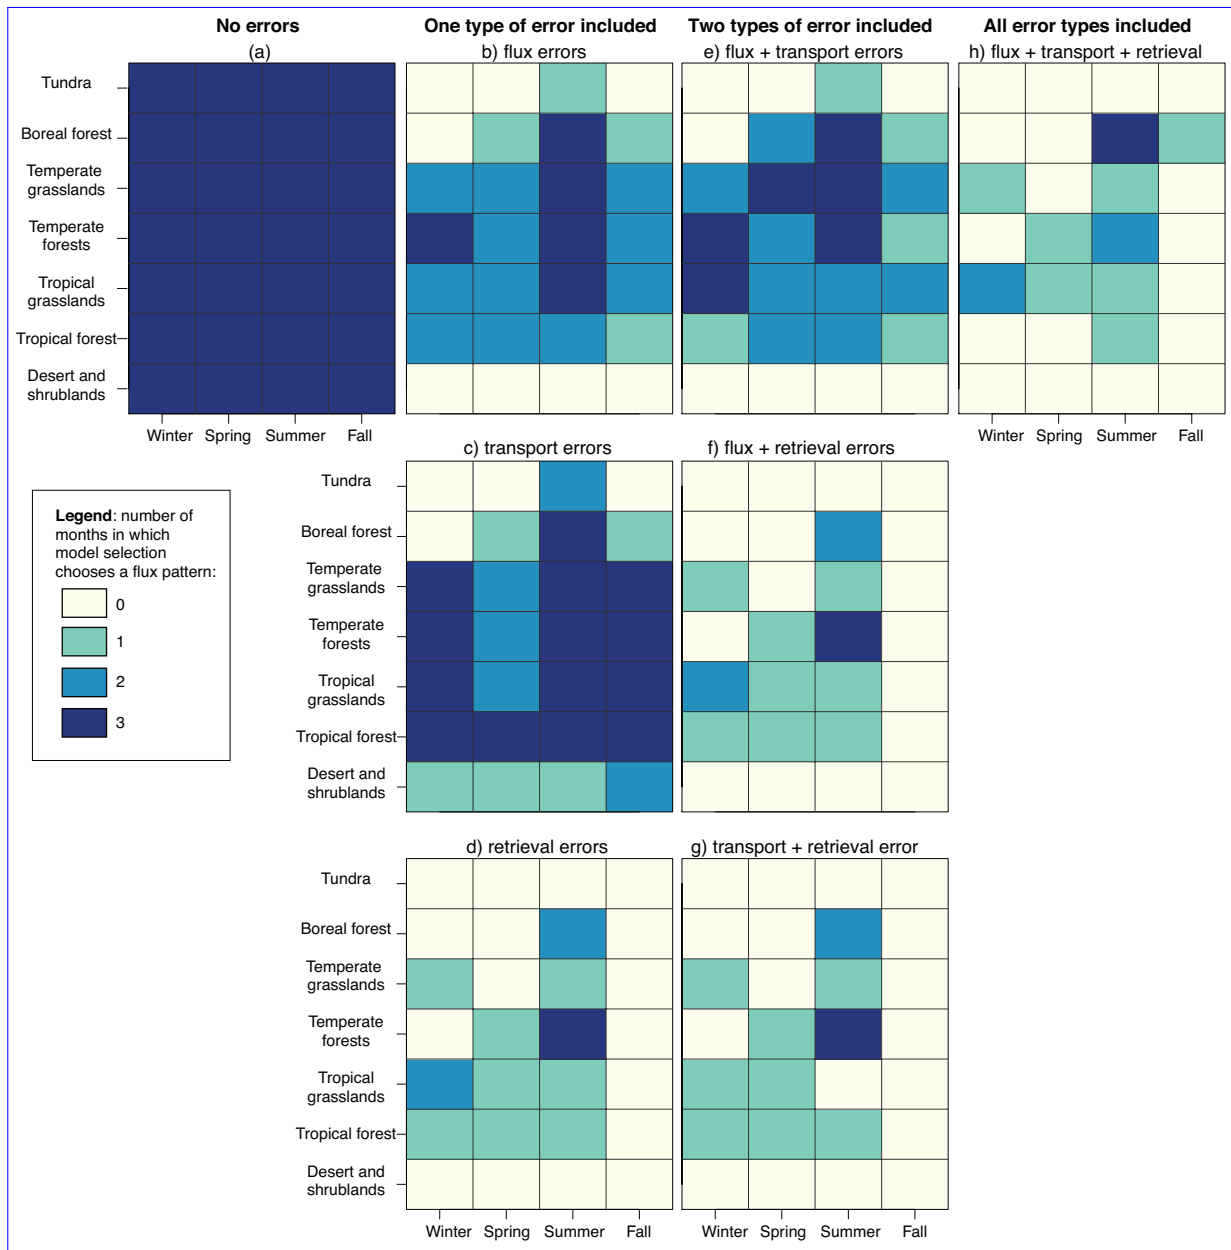 No errors
One type of error included
Two types of error included
All error types included
(a)
b) flux errors
e) flux + transport errors
h) flux + transport + retrieval
Tundra
Boreal forest
Temperate
grasslands
Temperate
forests
Tropical
grasslands
Tropical forest
Desert and
shrublands
Winter Spring Summer Fall
Winter Spring Summer Fall
c) transport errors
f) flux + retrieval errors
Tundra
Boreal forest
Temperate
grasslands
Temperate
forests
Tropical
grasslands
Tropical forest
Desert and
shrublands
Legend: number of
months in which
model selection
chooses a flux pattern:
0
1
2
3
d) retrieval errors
g) transport + retrieval error
Tundra
Boreal forest
Temperate
grasslands
Temperate
forests
Tropical
grasslands
Tropical forest
Desert and
shrublands
Winter Spring Summer Fall
Winter Spring Summer Fall